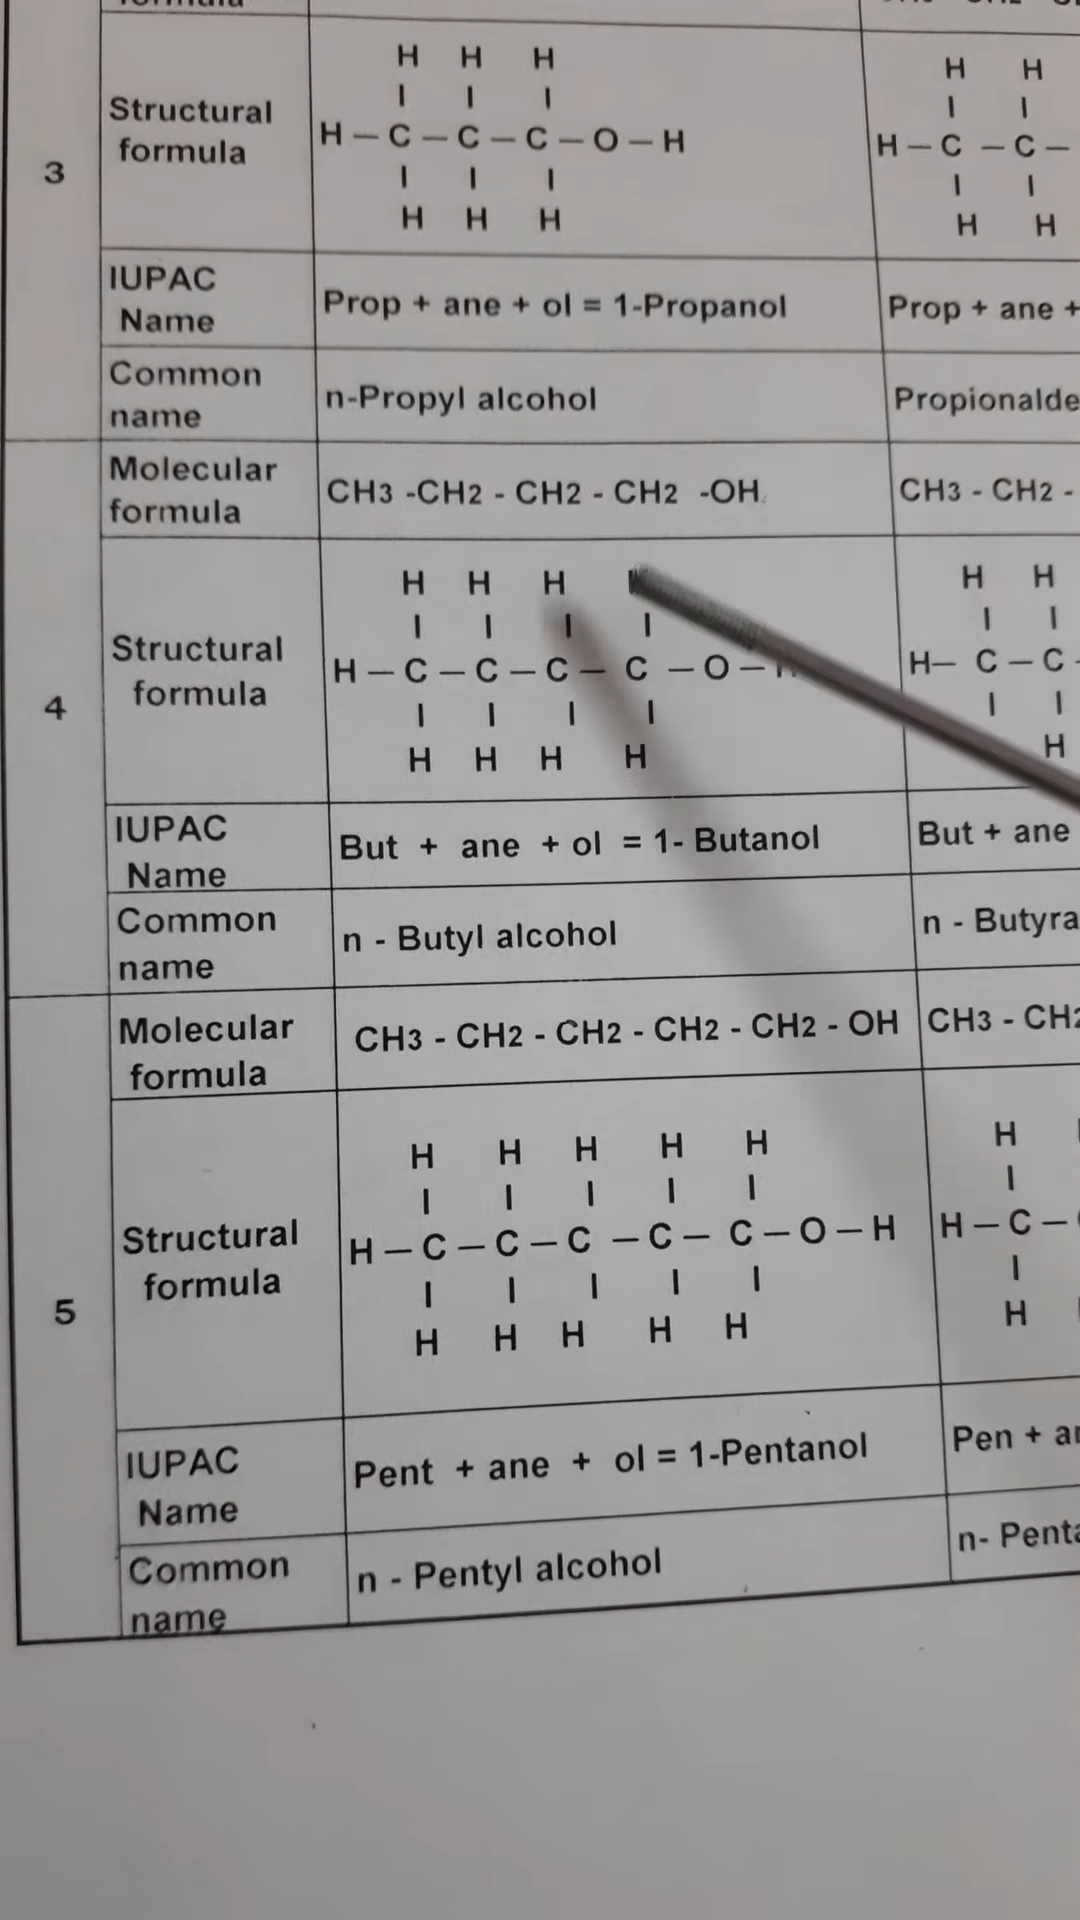 3
Structural
formula
H H H
H – C – C – C – O – H
H H H
H H
H – C – C –
H H
IUPAC
Name
Prop + ane + ol = 1-Propanol
Prop + ane +
Common
name
n-Propyl alcohol
Propionalde
4
Molecular
formula
CH3 -CH2 - CH2 - CH2 -OH
CH3 - CH2 -
Structural
formula
H H H
H – C – C – C – C – O –
H H H H
H H
H– C – C
H
IUPAC
Name
But + ane + ol = 1- Butanol
But + ane
Common
name
n - Butyl alcohol
n - Butyra
5
Molecular
formula
CH3 - CH2 - CH2 - CH2 - CH2 - OH
CH3 - CH2
Structural
formula
H H H H H
H – C – C – C – C – C – O – H
H H H H H
H
H – C –
H
IUPAC
Name
Pent + ane + ol = 1-Pentanol
Pen + an
Common
name
n - Pentyl alcohol
n- Penta